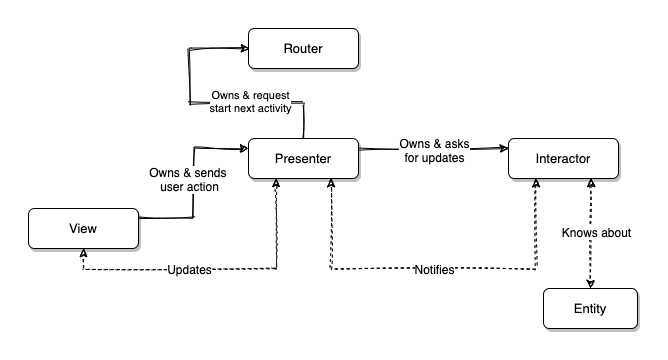 Router
Owns & request
start next activity
Presenter
Owns & asks
for updates
Interactor
Owns & sends
user action
View
Knows about
Updates
Notifies
Entity